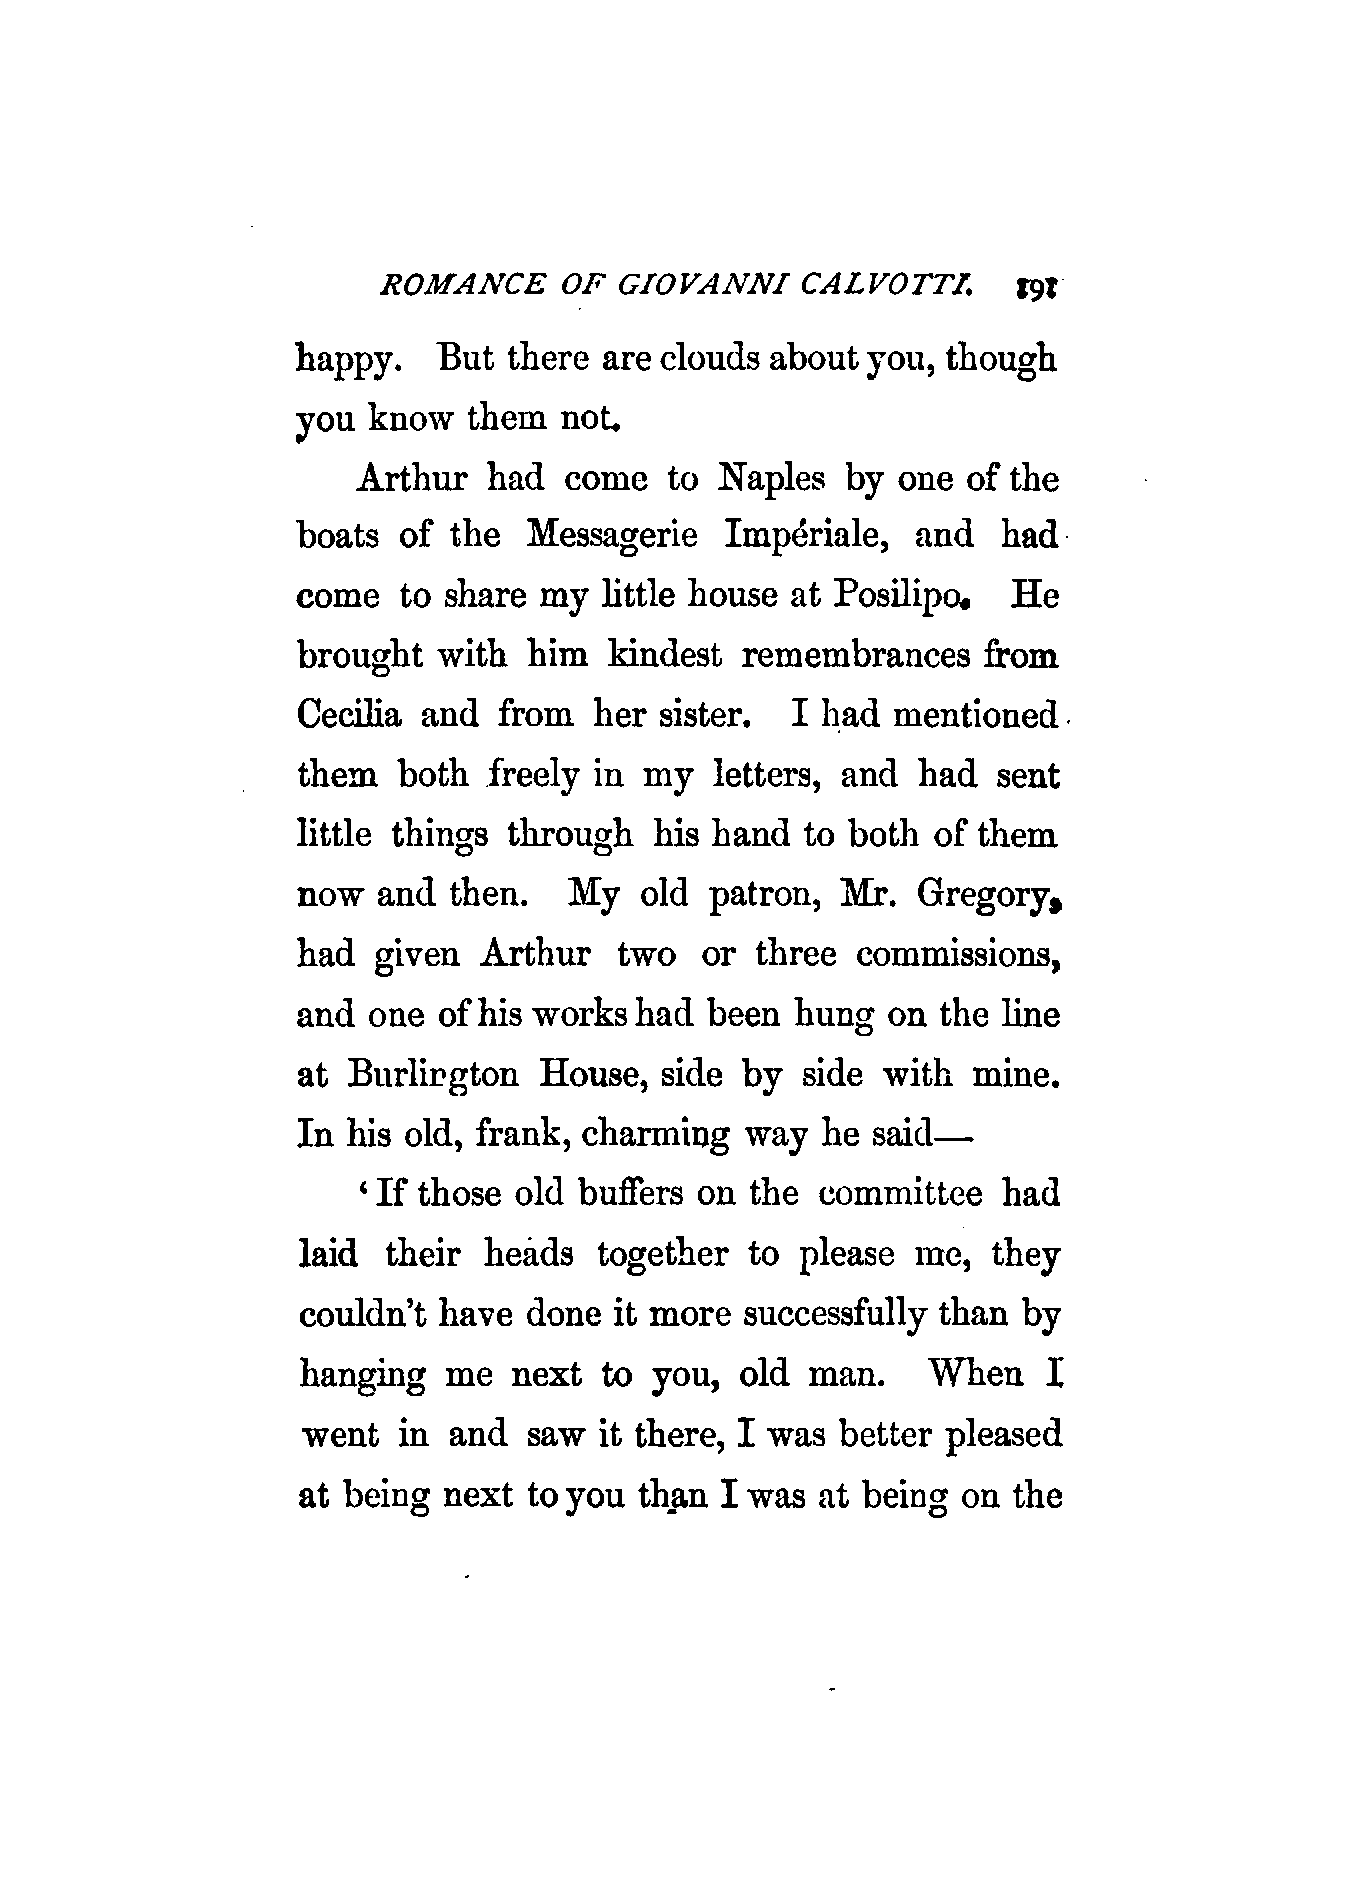 ROMANCE OF GIOVANNI CALVOTTI. 191
happy. But there are clouds about you, though
you know them not.
Arthur had come to Naples by one of the
boats of the Messagerie Impériale, and had
come to share my little house at Posilipo. He
brought with him kindest remembrances from
Cecilia and from her sister. I had mentioned
them both freely in my letters, and had sent
little things through his hand to both of them
now and then. My old patron, Mr. Gregory,
had given Arthur two or three commissions,
and one of his works had been hung on the line
at Burlington House, side by side with mine.
In his old, frank, charming way he said—
‘If those old buffers on the committee had
laid their heads together to please me, they
couldn't have done it more successfully than by
hanging me next to you, old man. When I
went in and saw it there, I was better pleased
at being next to you than I was at being on the